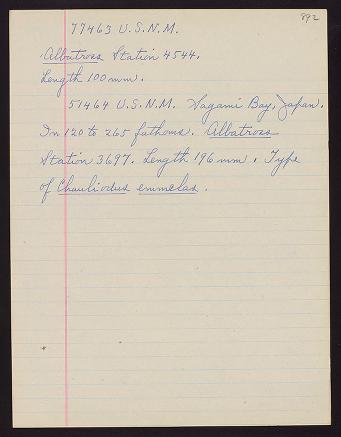 892
77463 U.S.N.M.
Albatross Station 4544.
Length 100 mm.
51464 U.S.N.M. Sagami Bay, Japan.
In 120 to 265 fathoms. Albatross
Station 3697. Length 196 mm. Type
of Chauliodus emmelas.